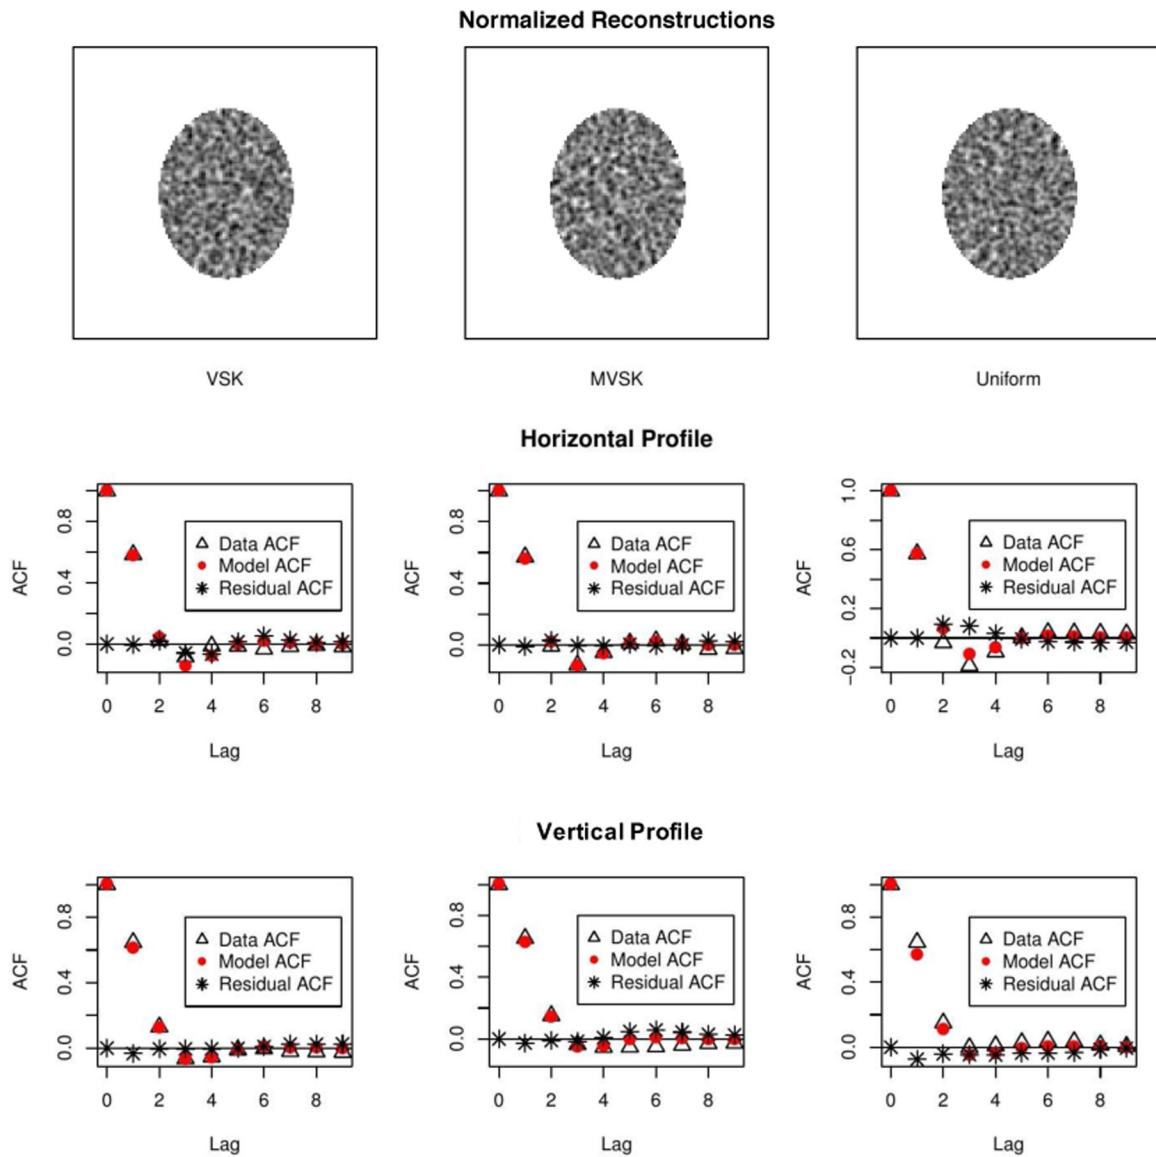 Normalized Reconstructions
VSK
MVSK
Uniform
Horizontal Profile
ACF
0.0
0.4
0.8
Data ACF
Model ACF
Residual ACF
0 2 4 6 8
Lag
ACF
0.0
0.4
0.8
Data ACF
Model ACF
Residual ACF
0 2 4 6 8
Lag
ACF
−0.2
0.2
0.6
1.0
Data ACF
Model ACF
Residual ACF
0 2 4 6 8
Lag
Vertical Profile
ACF
0.0
0.4
0.8
Data ACF
Model ACF
Residual ACF
0 2 4 6 8
Lag
ACF
0.0
0.4
0.8
Data ACF
Model ACF
Residual ACF
0 2 4 6 8
Lag
ACF
0.0
0.4
0.8
Data ACF
Model ACF
Residual ACF
0 2 4 6 8
Lag